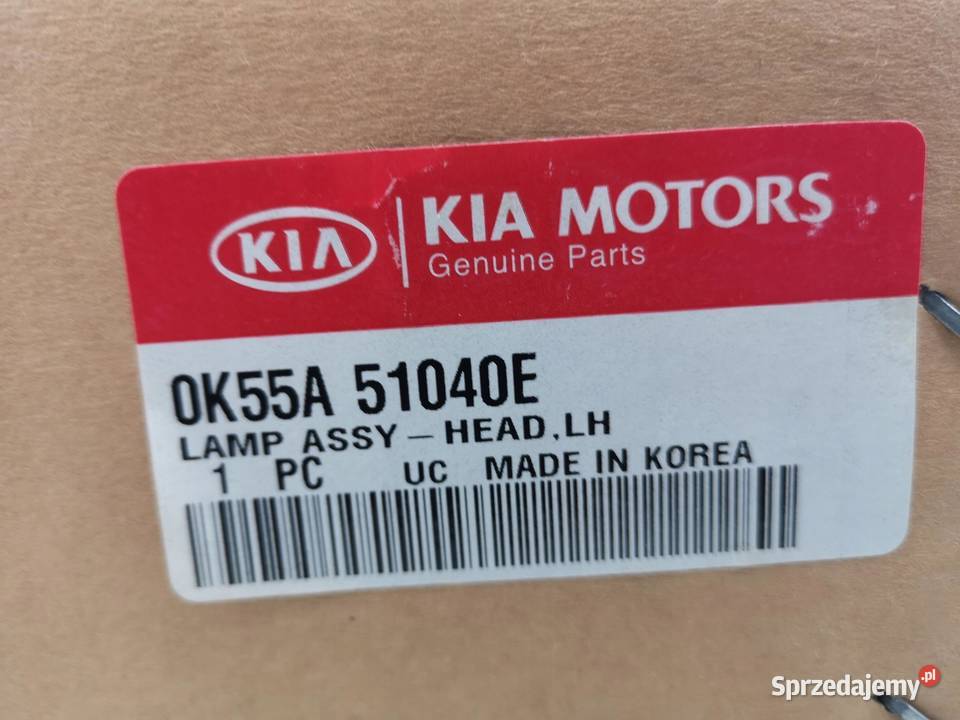 KIA
KIA MOTORS
Genuine Parts
0K55A 51040E
LAMP ASSY – HEAD,LH
1 PC UC MADE IN KOREA
Sprzedajemy.pl